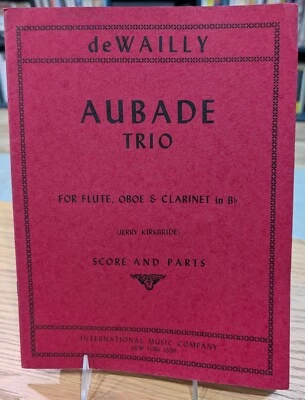 deWAILLY
AUBADE
TRIO
FOR FLUTE, OBOE & CLARINET in B♭
(JERRY KIRKBRIDE)
SCORE AND PARTS
INTERNATIONAL MUSIC COMPANY
NEW YORK CITY